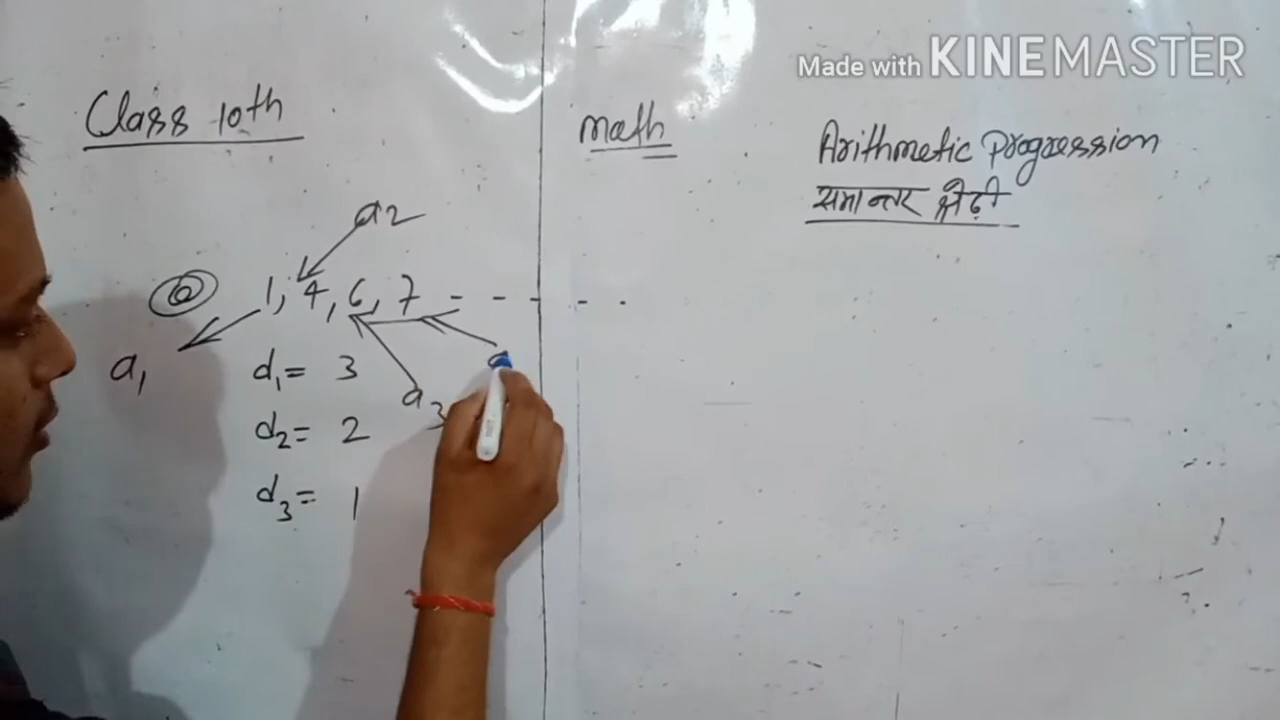 Made with KINEMASTER
Class 10th
math
Arithmetic Progression
समान्तर श्रेढ़ी
a2
@ 1, 4, 6, 7 - - - - .
a1
d1 = 3
a
a3
d2 = 2
d3 = 1